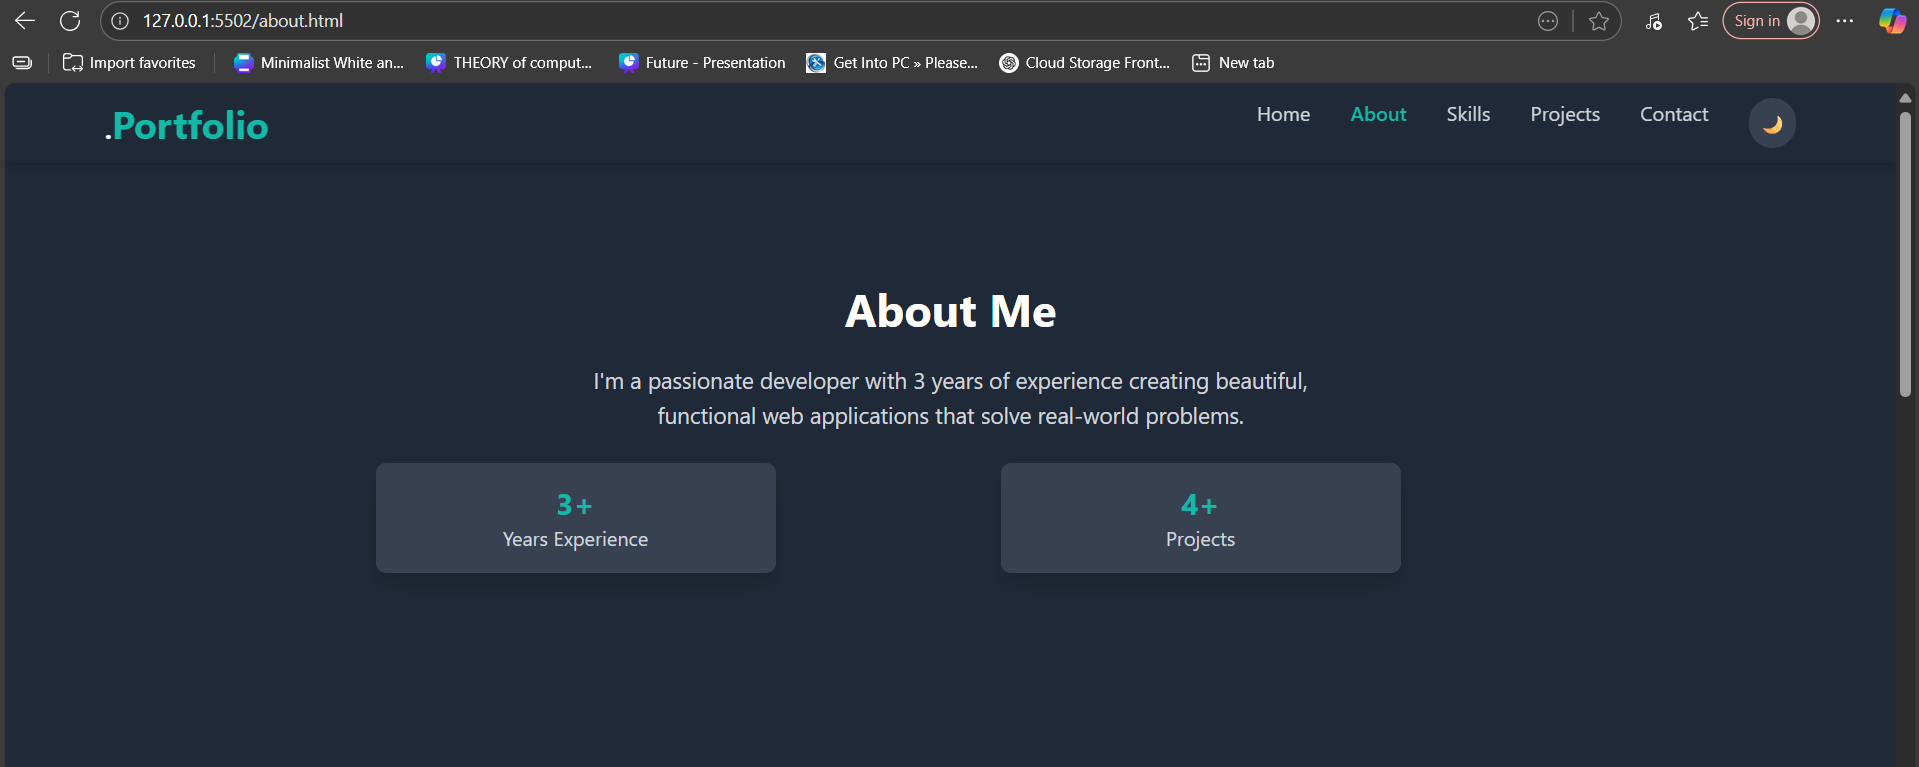 127.0.0.1:5502/about.html
Sign in
Import favorites
Minimalist White an...
THEORY of comput...
Future - Presentation
Get Into PC » Please...
Cloud Storage Front...
New tab
.Portfolio
Home
About
Skills
Projects
Contact
About Me
I'm a passionate developer with 3 years of experience creating beautiful,
functional web applications that solve real-world problems.
3+
Years Experience
4+
Projects